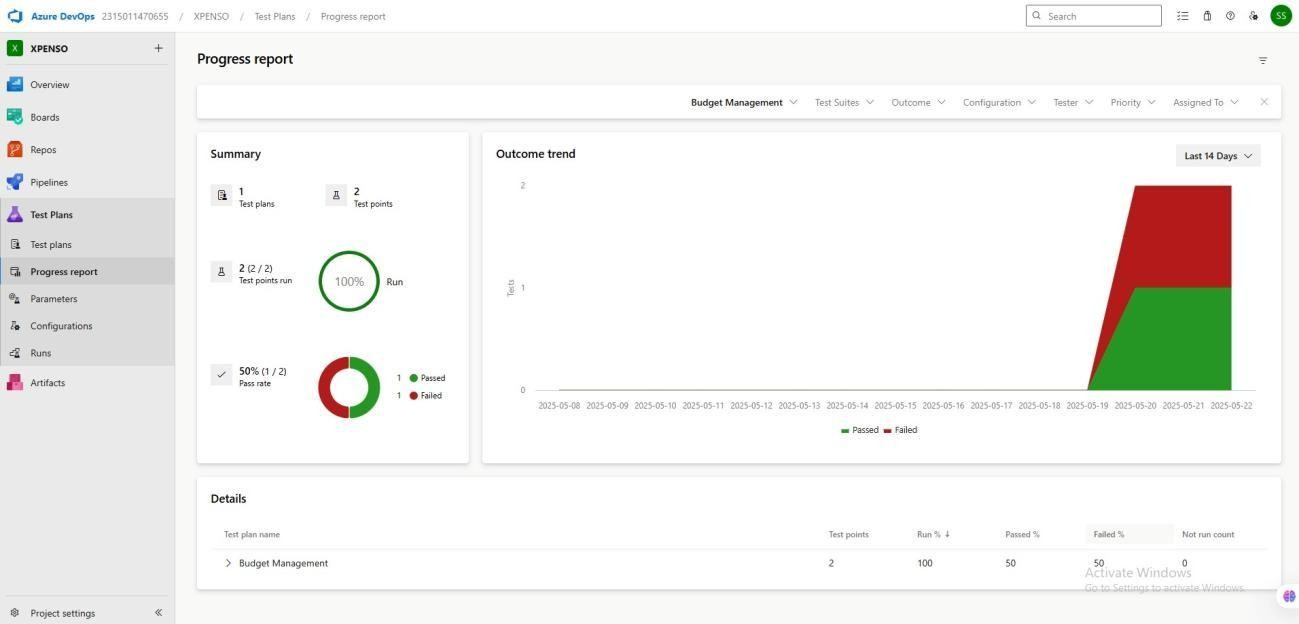 Azure DevOps 2315011470655 / XPENSO / Test Plans / Progress report
Search
SS
X XPENSO +
Overview
Boards
Repos
Pipelines
Test Plans
Test plans
Progress report
Parameters
Configurations
Runs
Artifacts
Project settings
Progress report
Budget Management Test Suites Outcome Configuration Tester Priority Assigned To
Summary
1
Test plans
2
Test points
2 (2 / 2)
Test points run
100%
Run
50% (1 / 2)
Pass rate
1 Passed
1 Failed
Outcome trend
Last 14 Days
2
1
0
Tests
2025-05-08 2025-05-09 2025-05-10 2025-05-11 2025-05-12 2025-05-13 2025-05-14 2025-05-15 2025-05-16 2025-05-17 2025-05-18 2025-05-19 2025-05-20 2025-05-21 2025-05-22
Passed Failed
Details
Test plan name Test points Run % ↓ Passed % Failed % Not run count
Budget Management 2 100 50 50 0
Activate Windows
Go to Settings to activate Windows.